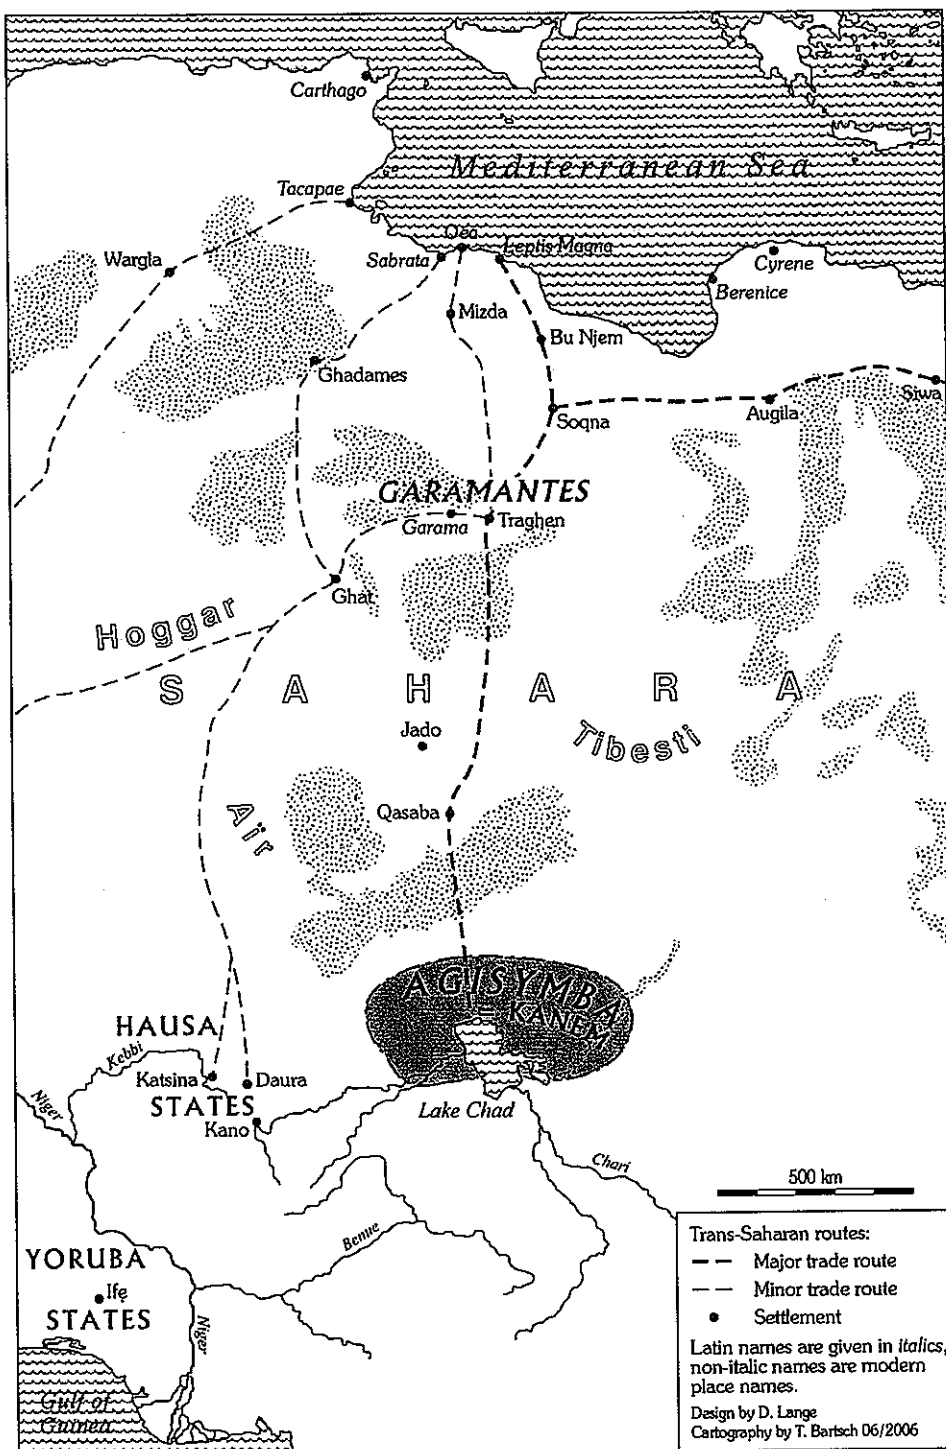 Carthago
Mediterranean Sea
Tacapae
Oea
Leptis Magna
Wargla
Sabrata
Cyrene
Berenice
Mizda
Bu Njem
Ghadames
Siwa
Augila
Soqna
GARAMANTES
Garama
Traghen
Ghat
Hoggar
SAHARA
Jado
Tibesti
Qasaba
Aïr
AGISYMBA
KANEM
HAUSA
Kebbi
Katsina
Daura
Niger
STATES
Lake Chad
Kano
Chari
500 km
Benue
YORUBA
Ifę
STATES
Niger
Gulf of
Guinea
Trans-Saharan routes:
Major trade route
Minor trade route
Settlement
Latin names are given in italics,
non-italic names are modern
place names.
Design by D. Lange
Cartography by T. Bartsch 06/2006